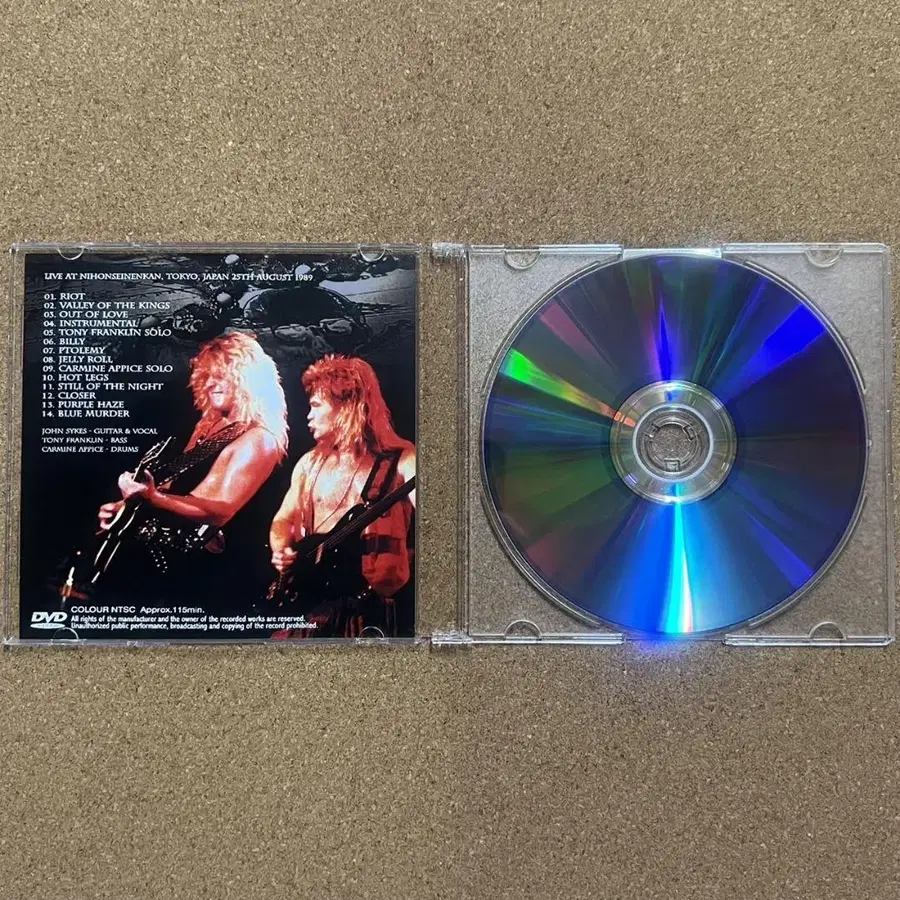 LIVE AT NIHONSEINENKAN, TOKYO, JAPAN 25TH AUGUST 1989
01. RIOT
02. VALLEY OF THE KINGS
03. OUT OF LOVE
04. INSTRUMENTAL
05. TONY FRANKLIN SOLO
06. BILLY
07. PTOLEMY
08. JELLY ROLL
09. CARMINE APPICE SOLO
10. HOT LEGS
11. STILL OF THE NIGHT
12. CLOSER
13. PURPLE HAZE
14. BLUE MURDER
JOHN SYKES - GUITAR & VOCAL
TONY FRANKLIN - BASS
CARMINE APPICE - DRUMS
COLOUR NTSC Approx.115min.
DVD
All rights of the manufacturer and the owner of the recorded works are reserved.
Unauthorized public performance, broadcasting and copying of the record prohibited.